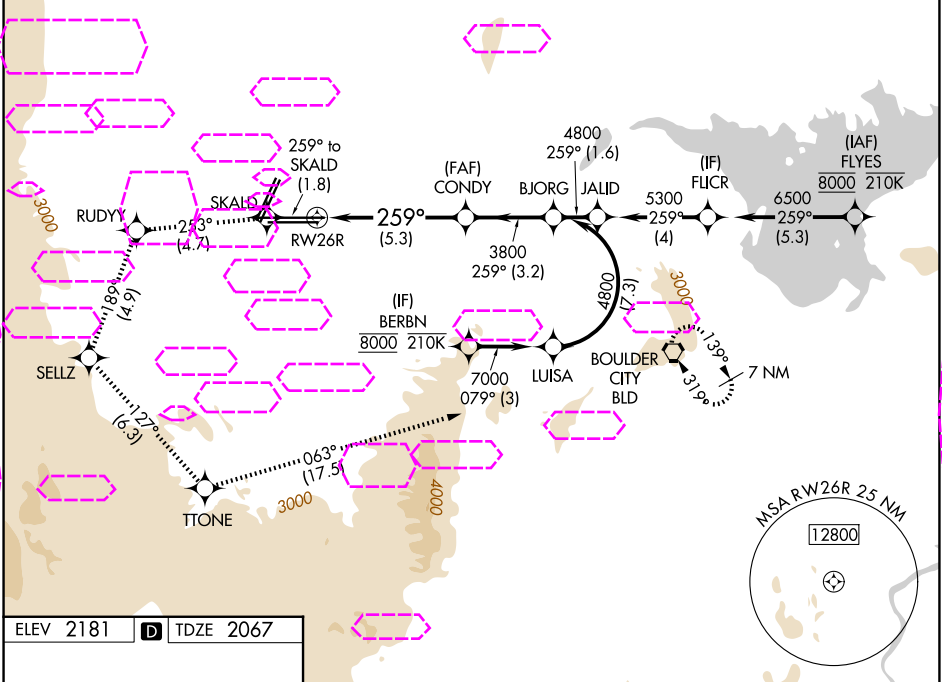 259° to
SKALD
(1.8)
4800
259° (1.6)
(IAF)
FLYES
8000 210K
(IF)
FLICR
(FAF)
CONDY
BJORG
JALID
5300
259°
(4)
6500
259°
(5.3)
3000
RUDYY
SKALD
253°
(4.7)
RW26R
259°
(5.3)
3800
259° (3.2)
189°
(4.9)
4800
(7.3)
3000
(IF)
BERBN
8000 210K
7000
079° (3)
LUISA
BOULDER
CITY
BLD
139°
319°
7 NM
SELLZ
127°
(6.3)
063°
(17.5)
TTONE
3000
4000
MSA RW26R 25 NM
12800
ELEV 2181 D TDZE 2067